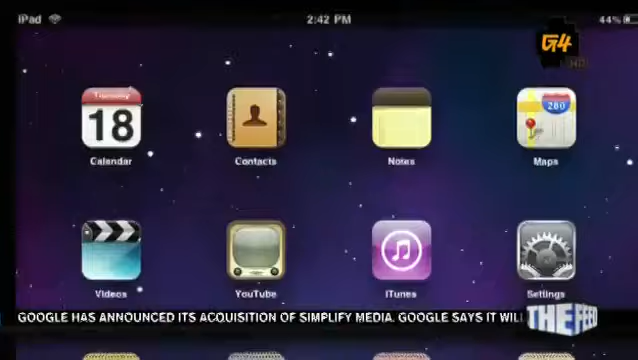 iPad 2:42 PM 44%
G4
HD
Thursday
18
280
Calendar Contacts Notes Maps
Videos YouTube iTunes Settings
GOOGLE HAS ANNOUNCED ITS ACQUISITION OF SIMPLIFY MEDIA. GOOGLE SAYS IT WILL
THE FEED